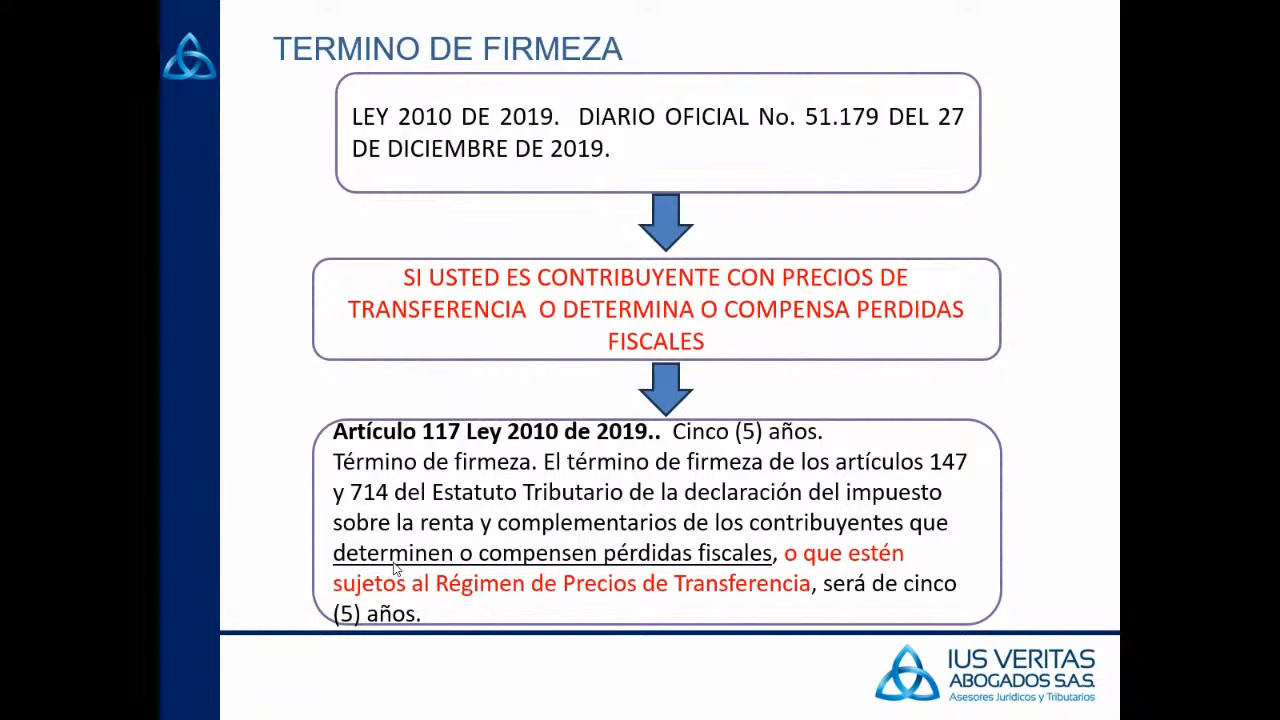 TERMINO DE FIRMEZA
LEY 2010 DE 2019. DIARIO OFICIAL No. 51.179 DEL 27
DE DICIEMBRE DE 2019.
SI USTED ES CONTRIBUYENTE CON PRECIOS DE
TRANSFERENCIA O DETERMINA O COMPENSA PERDIDAS
FISCALES
Artículo 117 Ley 2010 de 2019.. Cinco (5) años.
Término de firmeza. El término de firmeza de los artículos 147
y 714 del Estatuto Tributario de la declaración del impuesto
sobre la renta y complementarios de los contribuyentes que
determinen o compensen pérdidas fiscales, o que estén
sujetos al Régimen de Precios de Transferencia, será de cinco
(5) años.
IUS VERITAS
ABOGADOS S.A.S.
Asesores Jurídicos y Tributarios